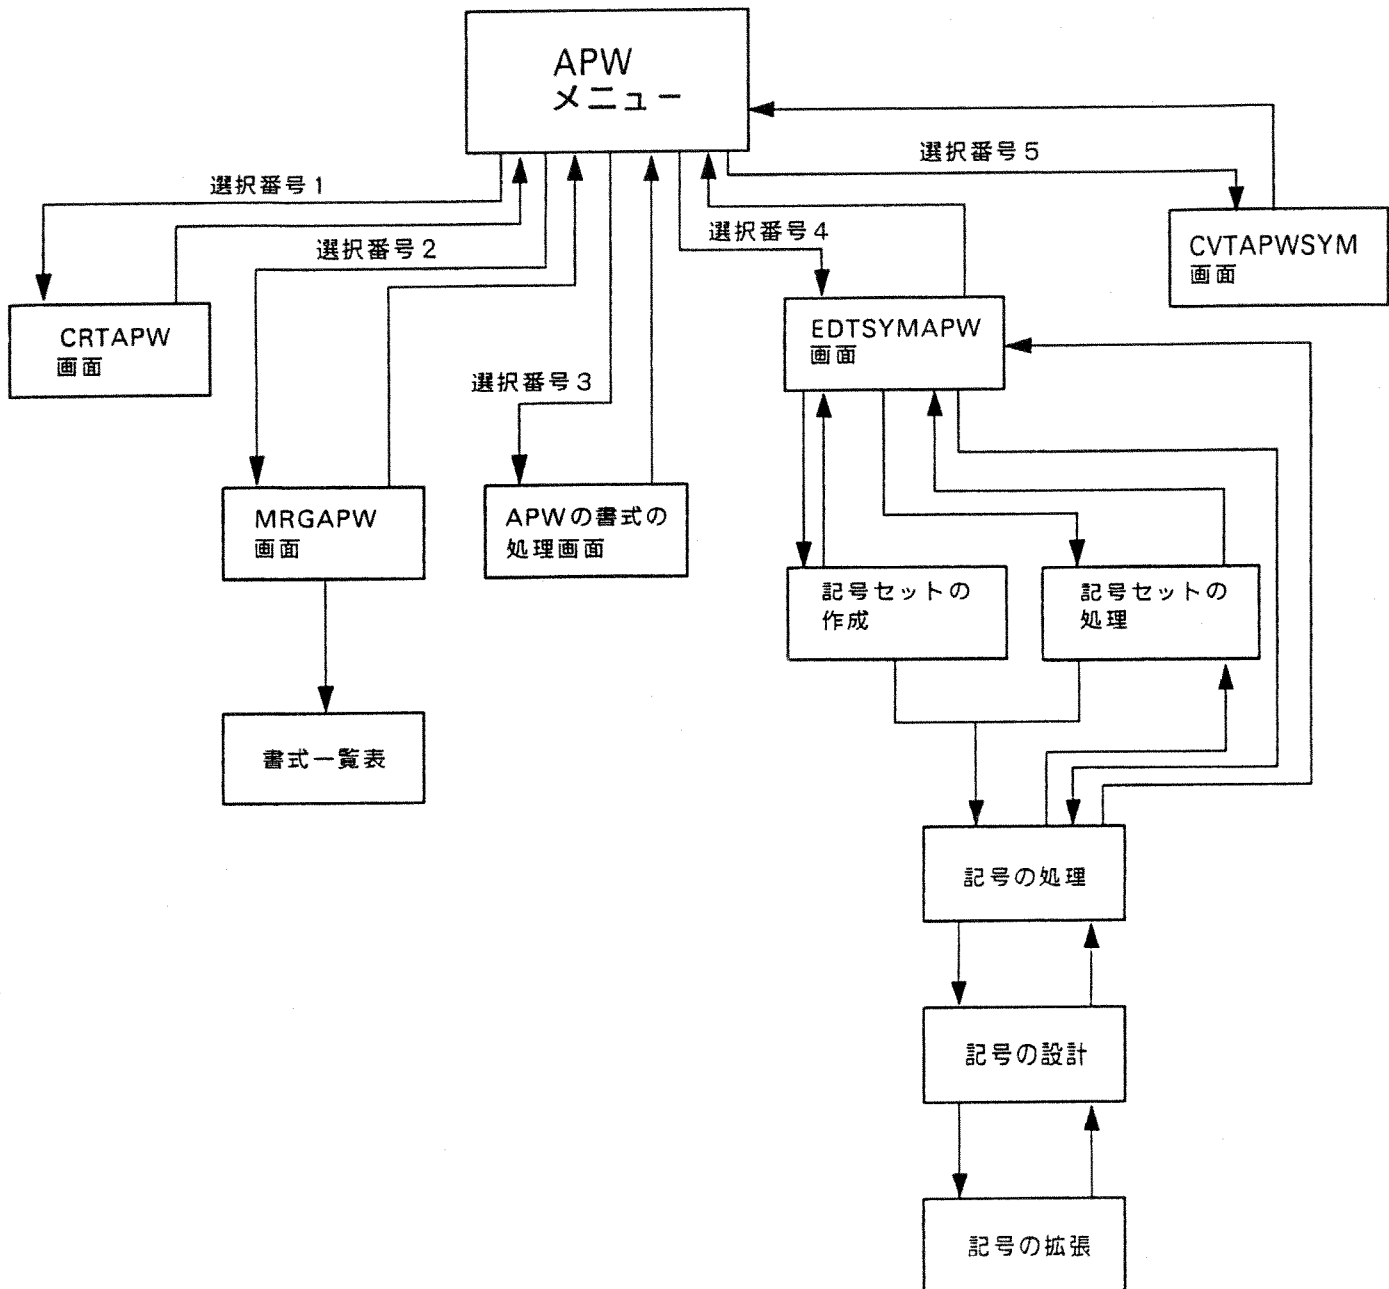 APW
メニュー
選択番号5
選択番号1
選択番号2
選択番号4
CVTAPWSYM
画面
CRTAPW
画面
EDTSYMAPW
画面
選択番号3
MRGAPW
画面
APWの書式の
処理画面
記号セットの
作成
記号セットの
処理
書式一覧表
記号の処理
記号の設計
記号の拡張